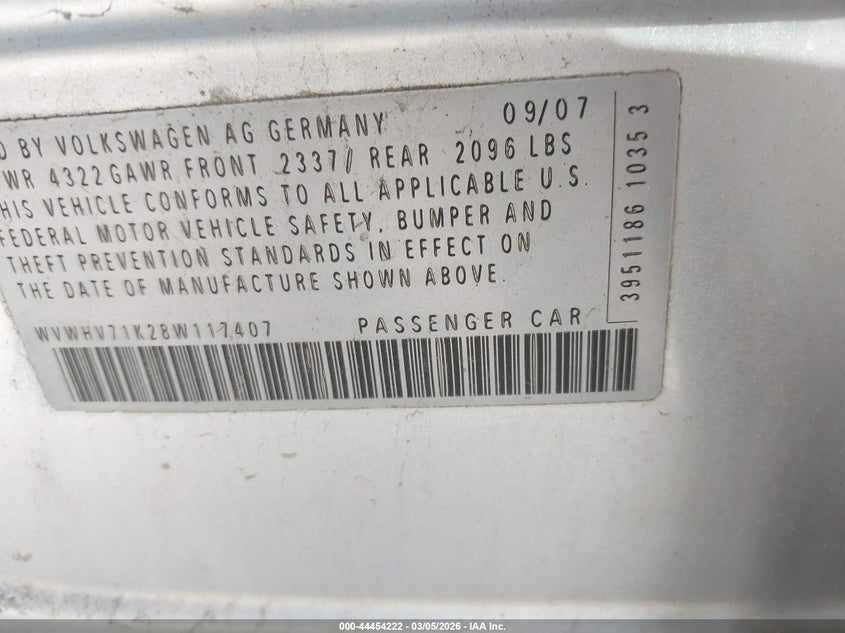 D BY VOLKSWAGEN AG GERMANY 09/07
WR 4322 GAWR FRONT 2337/ REAR 2096 LBS
HIS VEHICLE CONFORMS TO ALL APPLICABLE U.S.
FEDERAL MOTOR VEHICLE SAFETY, BUMPER AND
THEFT PREVENTION STANDARDS IN EFFECT ON
THE DATE OF MANUFACTURE SHOWN ABOVE.
WVWHV71K28W117407 PASSENGER CAR
3951186 1035 3
000-44454222 - 03/05/2026 - IAA Inc.